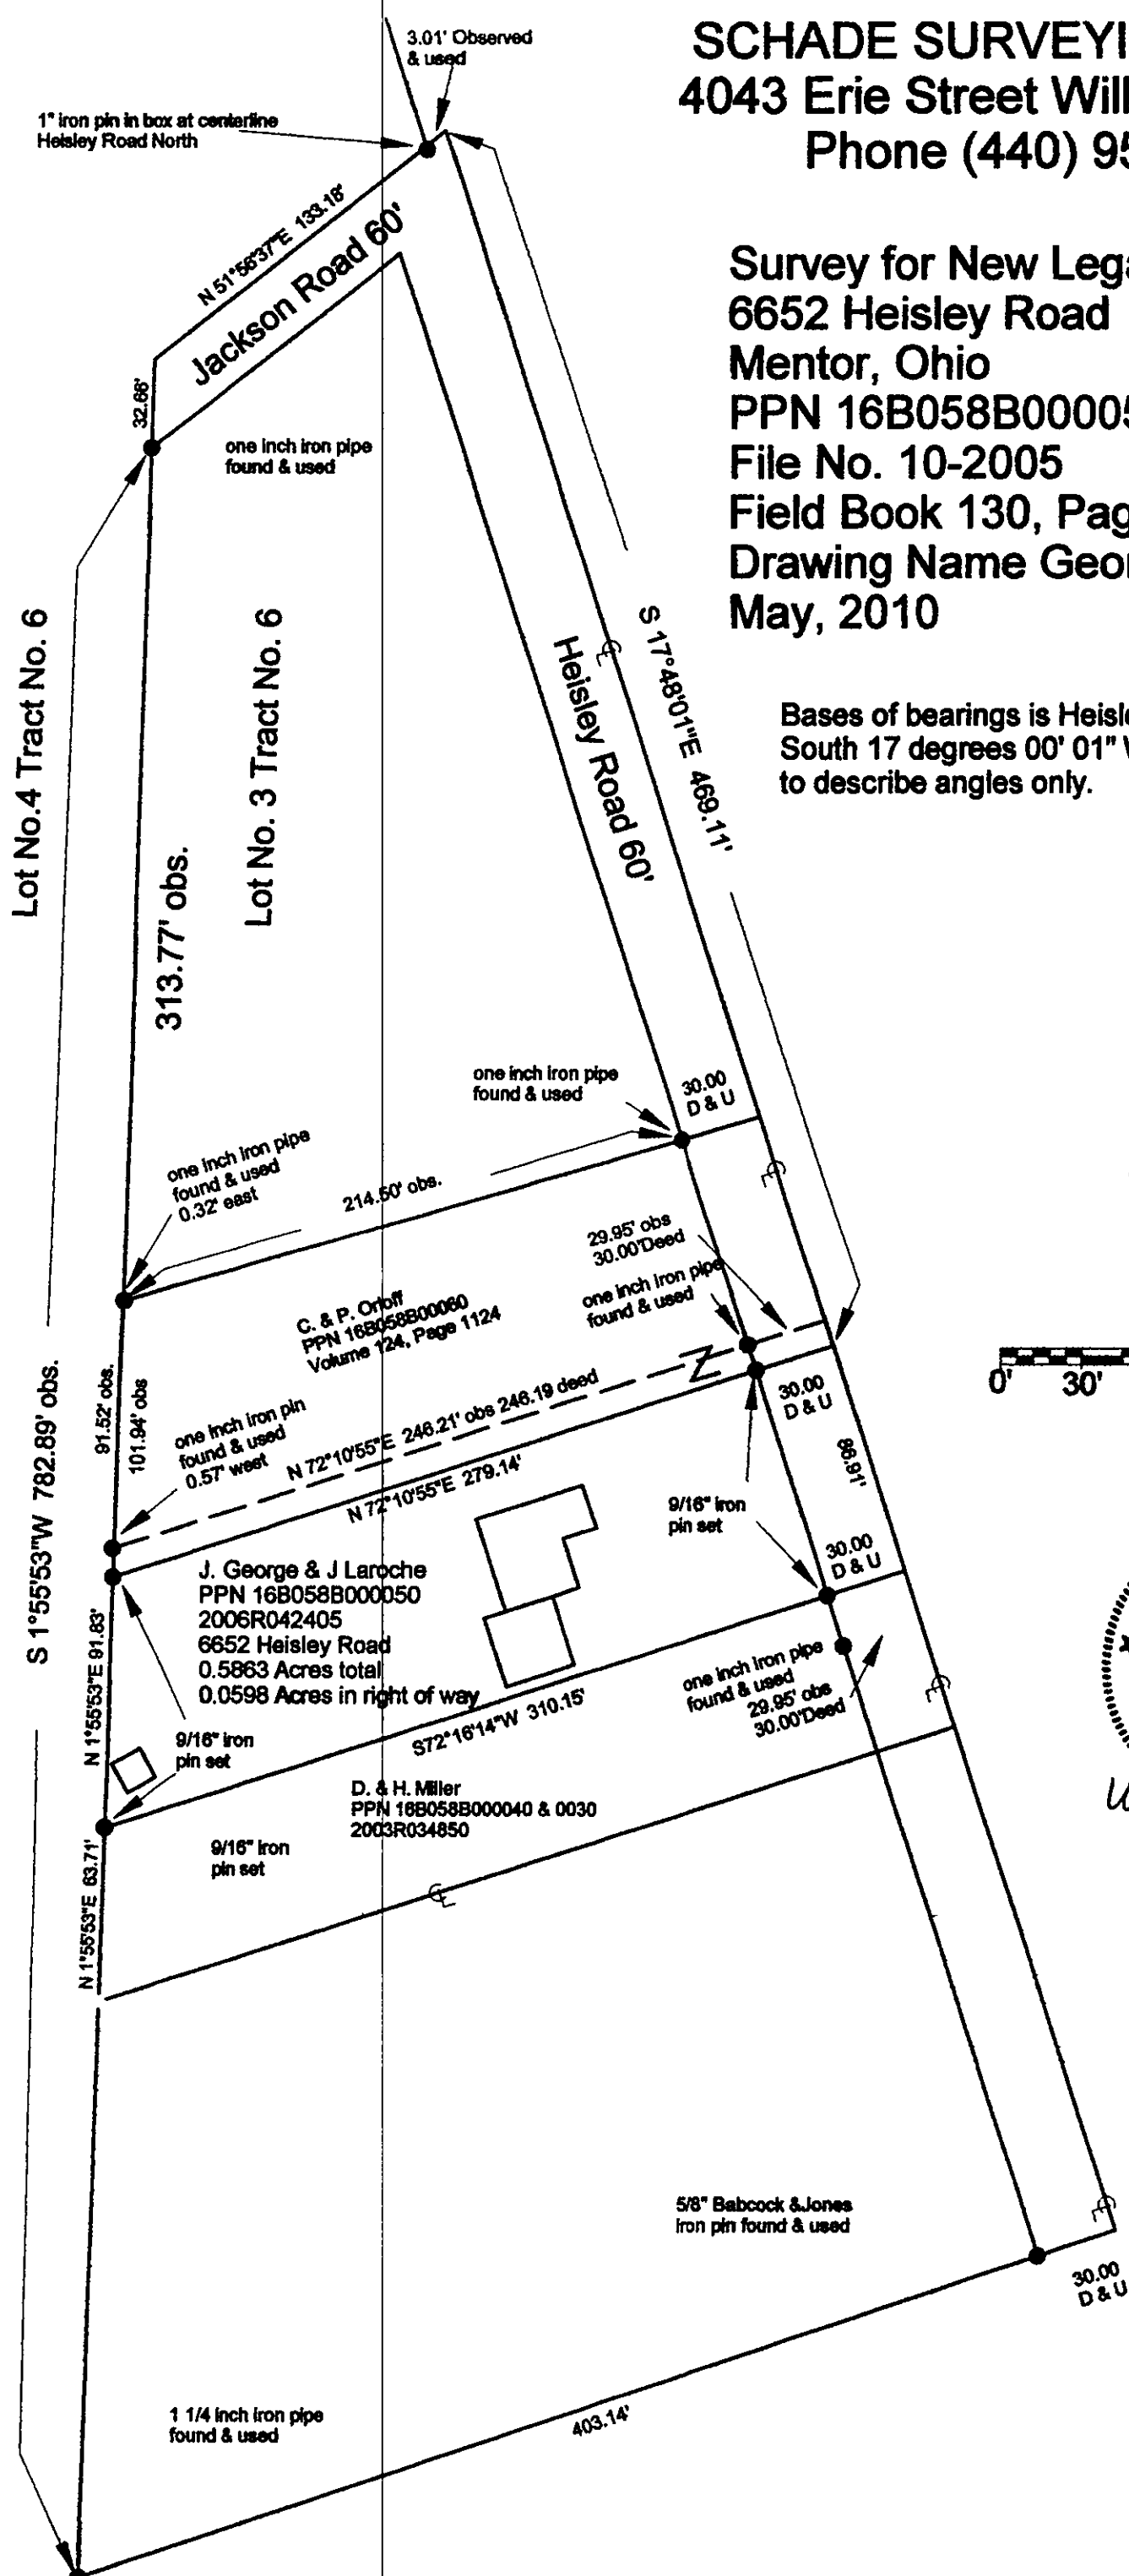 SCHADE SURVEYI
4043 Erie Street Will
Phone (440) 95
3.01' Observed
& used
1" iron pin in box at centerline
Heisley Road North
N 51°56'37"E 133.18'
Jackson Road 60'
32.66'
one inch iron pipe
found & used
Survey for New Lega
6652 Heisley Road
Mentor, Ohio
PPN 16B058B00005
File No. 10-2005
Field Book 130, Pag
Drawing Name Geor
May, 2010
Lot No.4 Tract No. 6
Lot No. 3 Tract No. 6
S 17°48'01"E 469.11'
Heisley Road 60'
Bases of bearings is Heisle
South 17 degrees 00' 01" W
to describe angles only.
313.77' obs.
one inch iron pipe
found & used
30.00
D & U
one inch iron pipe
found & used
0.32' east
214.50' obs.
29.95' obs
30.00'Deed
one inch iron pipe
found & used
C. & P. Orloff
PPN 16B058B00060
Volume 124, Page 1124
S 1°55'53"W 782.89' obs.
91.52' obs.
101.94' obs
one inch iron pin
found & used
0.57' west
N 72°10'55"E 246.21' obs 246.19 deed
N 72°10'55"E 279.14'
Z
30.00
D & U
0' 30'
86.91'
9/16" iron
pin set
30.00
D & U
J. George & J Laroche
PPN 16B058B000050
2006R042405
6652 Heisley Road
0.5863 Acres total
0.0598 Acres in right of way
N 1°55'53"E 91.83'
9/16" iron
pin set
S72°16'14"W 310.15'
one inch iron pipe
found & used
29.95' obs
30.00'Deed
D. & H. Miller
PPN 16B058B000040 & 0030
2003R034850
9/16" iron
pin set
N 1°55'53"E 63.71'
5/8" Babcock &Jones
iron pin found & used
30.00
D & U
1 1/4 inch iron pipe
found & used
403.14'